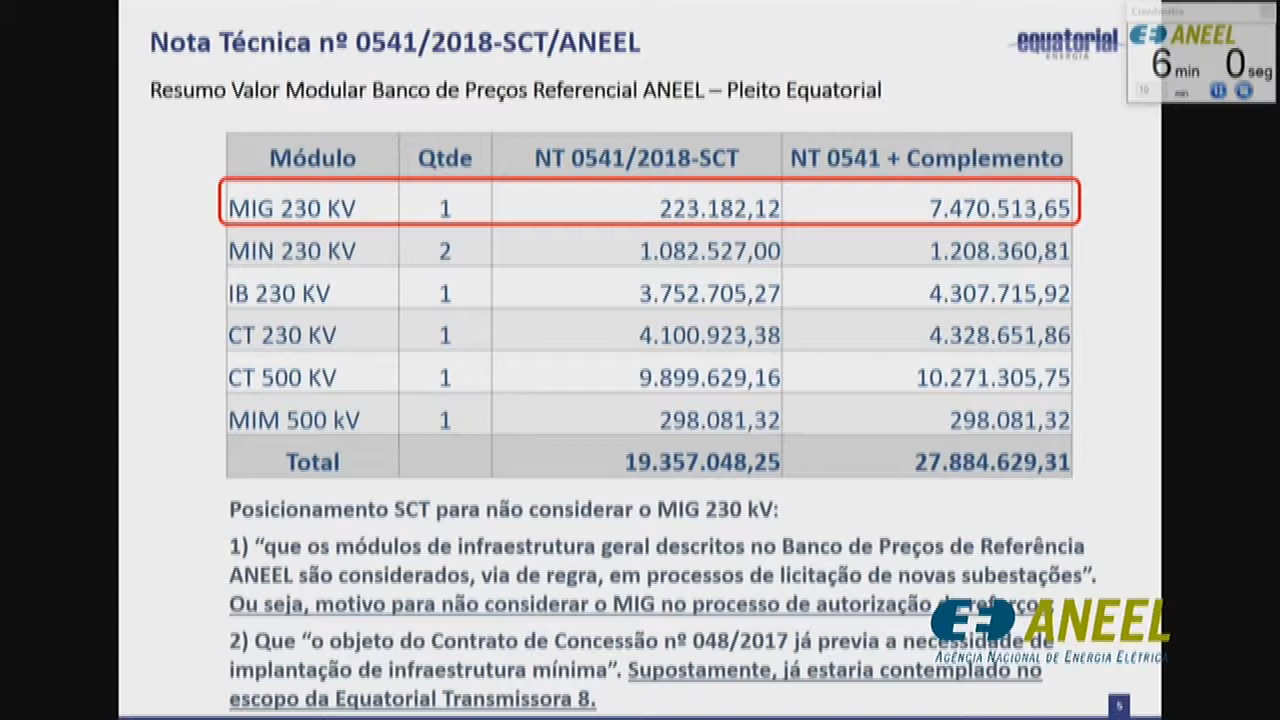 Nota Técnica nº 0541/2018-SCT/ANEEL
equatorial
ENERGIA
Cronômetro
ANEEL
6 min 0 seg
10 min
Resumo Valor Modular Banco de Preços Referencial ANEEL – Pleito Equatorial
Módulo Qtde NT 0541/2018-SCT NT 0541 + Complemento
MIG 230 KV 1 223.182,12 7.470.513,65
MIN 230 KV 2 1.082.527,00 1.208.360,81
IB 230 KV 1 3.752.705,27 4.307.715,92
CT 230 KV 1 4.100.923,38 4.328.651,86
CT 500 KV 1 9.899.629,16 10.271.305,75
MIM 500 kV 1 298.081,32 298.081,32
Total 19.357.048,25 27.884.629,31
Posicionamento SCT para não considerar o MIG 230 kV:
1) “que os módulos de infraestrutura geral descritos no Banco de Preços de Referência
ANEEL são considerados, via de regra, em processos de licitação de novas subestações”.
Ou seja, motivo para não considerar o MIG no processo de autorização de reforço.
2) Que “o objeto do Contrato de Concessão nº 048/2017 já previa a necessidade de
implantação de infraestrutura mínima”. Supostamente, já estaria contemplado no
escopo da Equatorial Transmissora 8.
ANEEL
AGÊNCIA NACIONAL DE ENERGIA ELÉTRICA
5